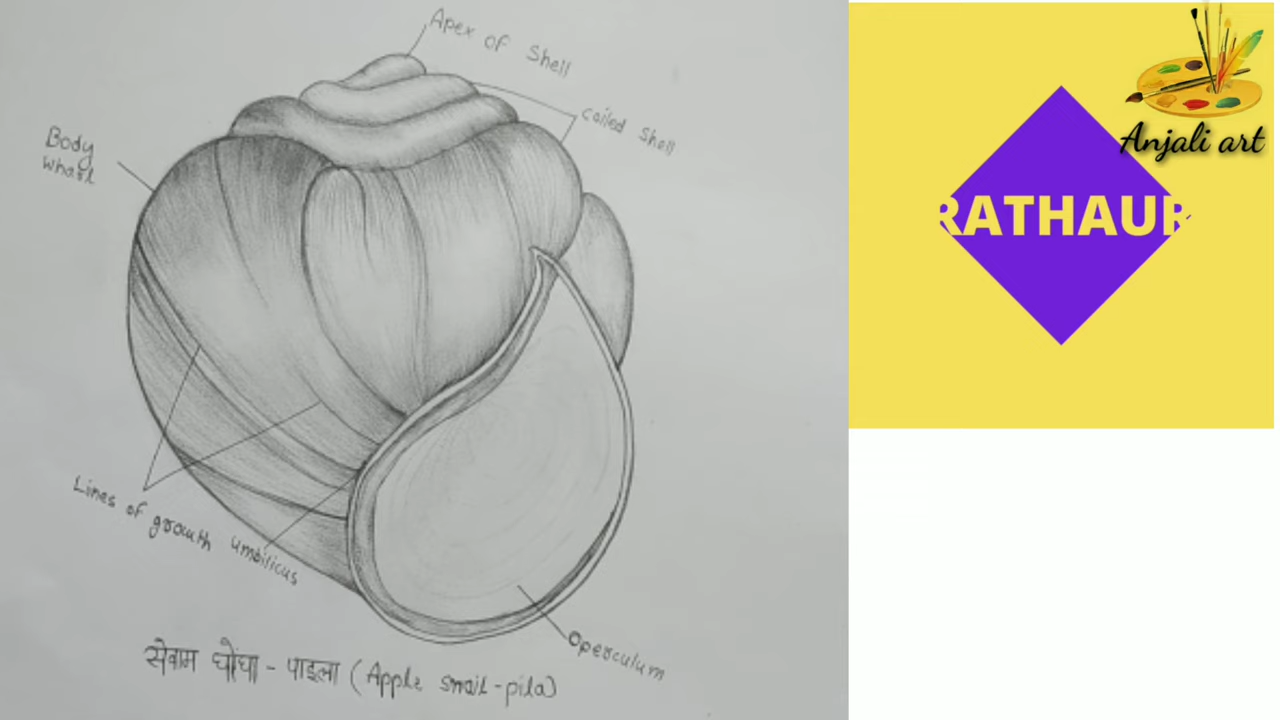 Apex of Shell
coiled shell
Body
whorl
Lines of growth
umbilicus
Operculum
सेवाम घोंघा - पाइला (Apple snail-pila)
Anjali art
RATHAUR